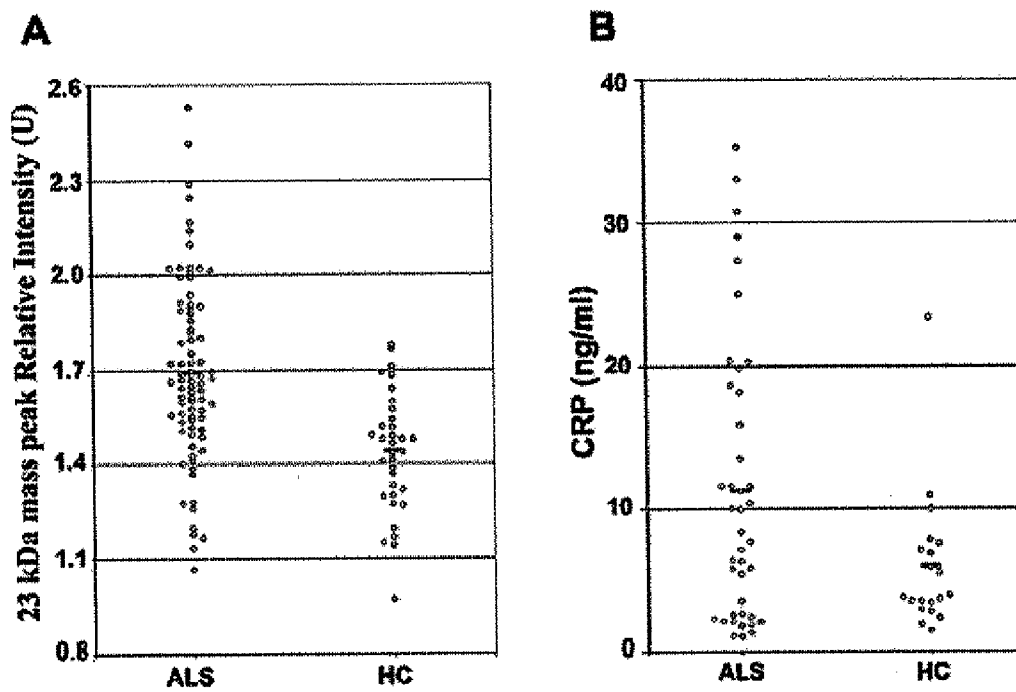 A
23 kDa mass peak Relative Intensity (U)
2.6
2.3
2.0
1.7
1.4
1.1
0.8
ALS
HC
B
CRP (ng/ml)
40
30
20
10
0
ALS
HC